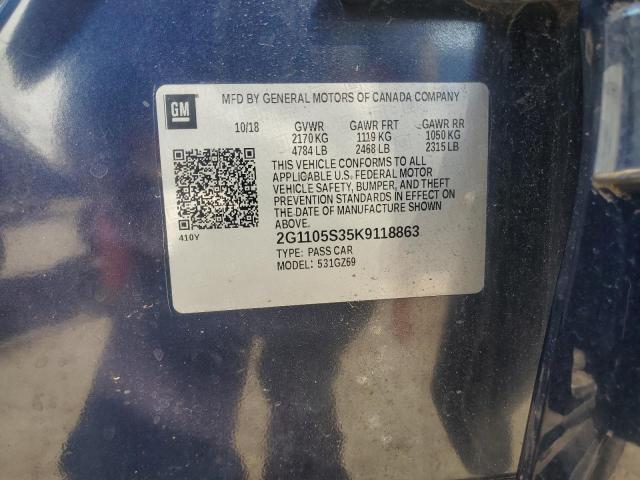 MFD BY GENERAL MOTORS OF CANADA COMPANY
GM
10/18 GVWR GAWR FRT GAWR RR
2170 KG 1119 KG 1050 KG
4784 LB 2468 LB 2315 LB
THIS VEHICLE CONFORMS TO ALL
APPLICABLE U.S. FEDERAL MOTOR
VEHICLE SAFETY, BUMPER, AND THEFT
PREVENTION STANDARDS IN EFFECT ON
THE DATE OF MANUFACTURE SHOWN
ABOVE.
410Y
2G1105S35K9118863
TYPE: PASS CAR
MODEL: 531GZ69